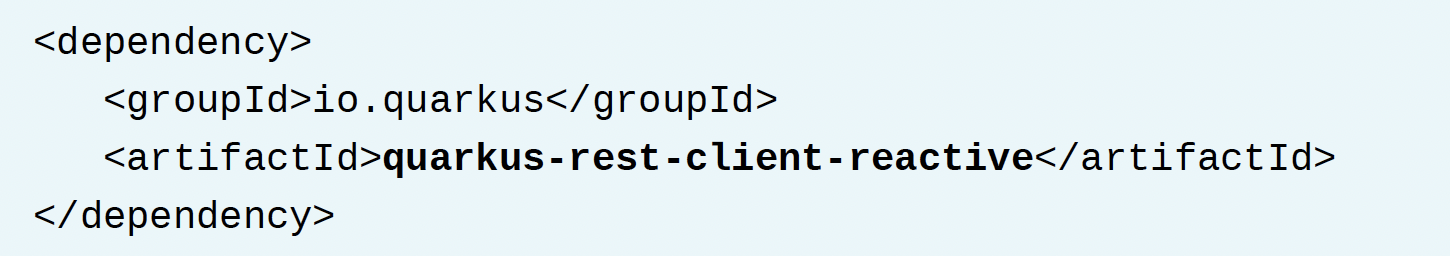 <dependency>
   <groupId>io.quarkus</groupId>
   <artifactId>quarkus-rest-client-reactive</artifactId>
</dependency>